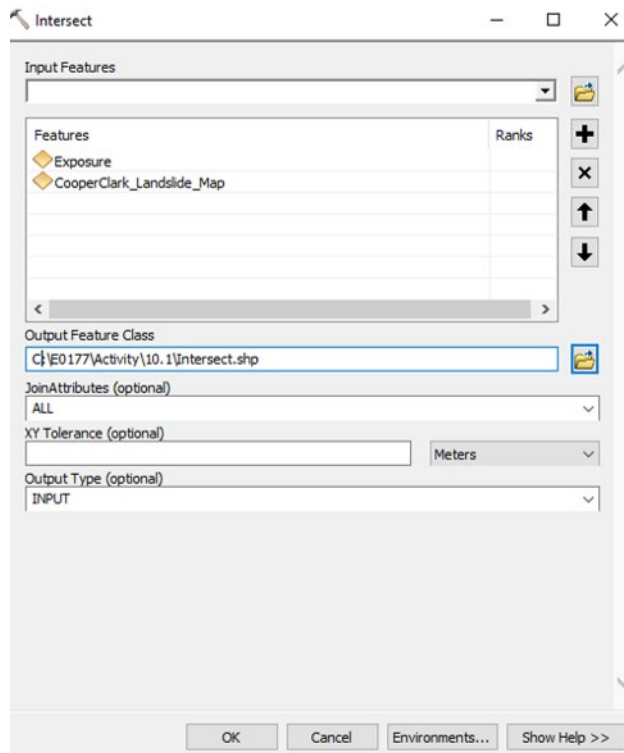 Intersect
Input Features
Features Ranks
Exposure
CooperClark_Landslide_Map
Output Feature Class
C:\E0177\Activity\10.1\Intersect.shp
JoinAttributes (optional)
ALL
XY Tolerance (optional)
Meters
Output Type (optional)
INPUT
OK Cancel Environments... Show Help >>